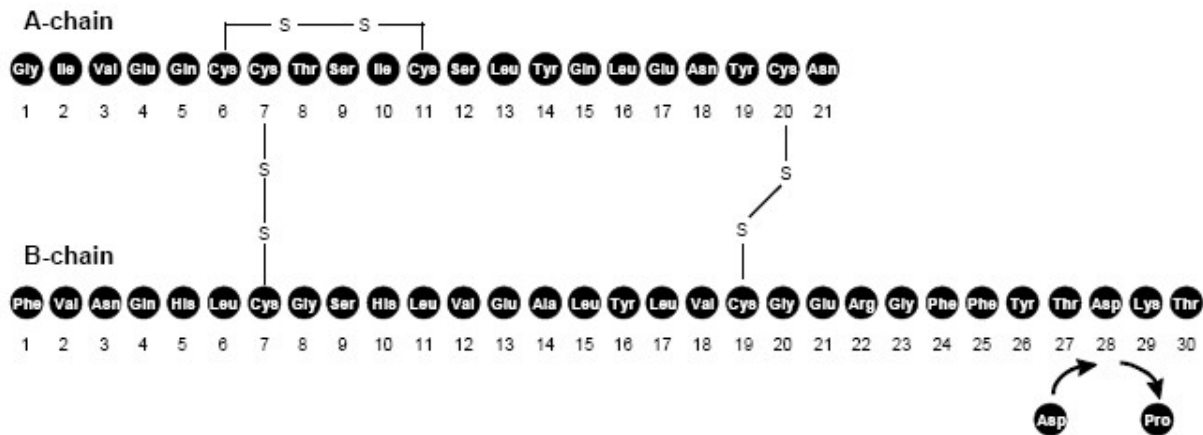 A-chain
S S
Gly Ile Val Glu Gln Cys Cys Thr Ser Ile Cys Ser Leu Tyr Gln Leu Glu Asn Tyr Cys Asn
1 2 3 4 5 6 7 8 9 10 11 12 13 14 15 16 17 18 19 20 21
S S
S S
B-chain
Phe Val Asn Gln His Leu Cys Gly Ser His Leu Val Glu Ala Leu Tyr Leu Val Cys Gly Glu Arg Gly Phe Phe Tyr Thr Asp Lys Thr
1 2 3 4 5 6 7 8 9 10 11 12 13 14 15 16 17 18 19 20 21 22 23 24 25 26 27 28 29 30
Asp Pro